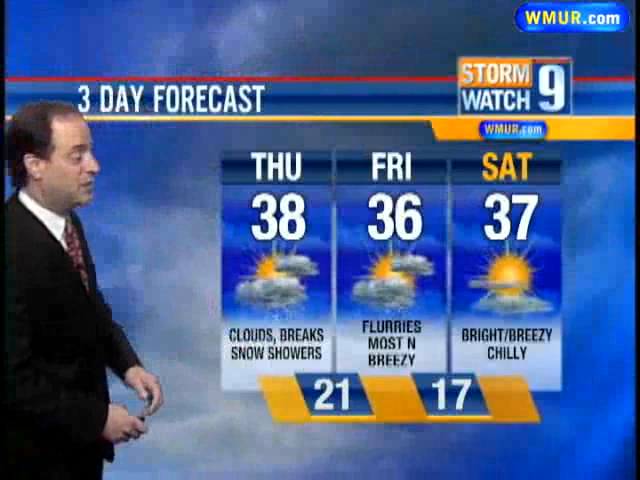 WMUR.com
3 DAY FORECAST
STORM
WATCH 9
WMUR.com
THU
38
CLOUDS, BREAKS
SNOW SHOWERS
FRI
36
FLURRIES
MOST N
BREEZY
SAT
37
BRIGHT/BREEZY
CHILLY
21
17